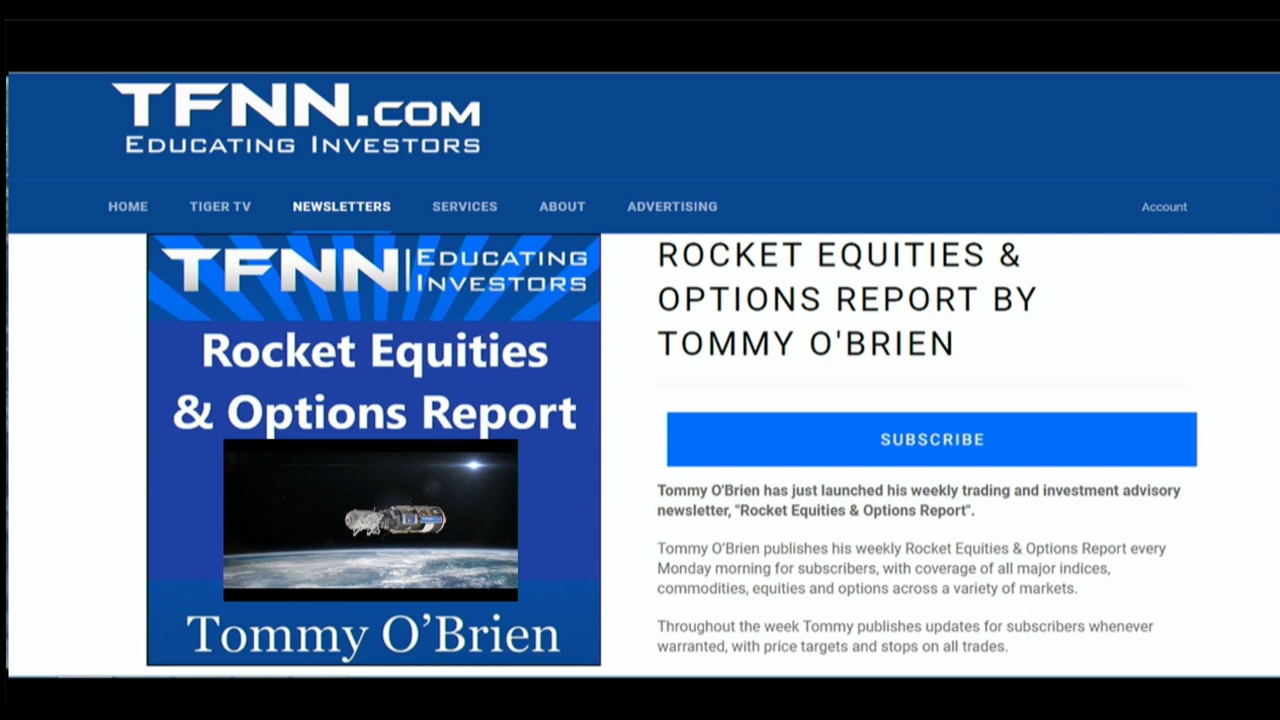 TFNN.COM
EDUCATING INVESTORS
HOME TIGER TV NEWSLETTERS SERVICES ABOUT ADVERTISING Account
TFNN EDUCATING
INVESTORS
Rocket Equities
& Options Report
Tommy O’Brien
ROCKET EQUITIES &
OPTIONS REPORT BY
TOMMY O'BRIEN
SUBSCRIBE
Tommy O'Brien has just launched his weekly trading and investment advisory
newsletter, "Rocket Equities & Options Report".
Tommy O’Brien publishes his weekly Rocket Equities & Options Report every
Monday morning for subscribers, with coverage of all major indices,
commodities, equities and options across a variety of markets.
Throughout the week Tommy publishes updates for subscribers whenever
warranted, with price targets and stops on all trades.